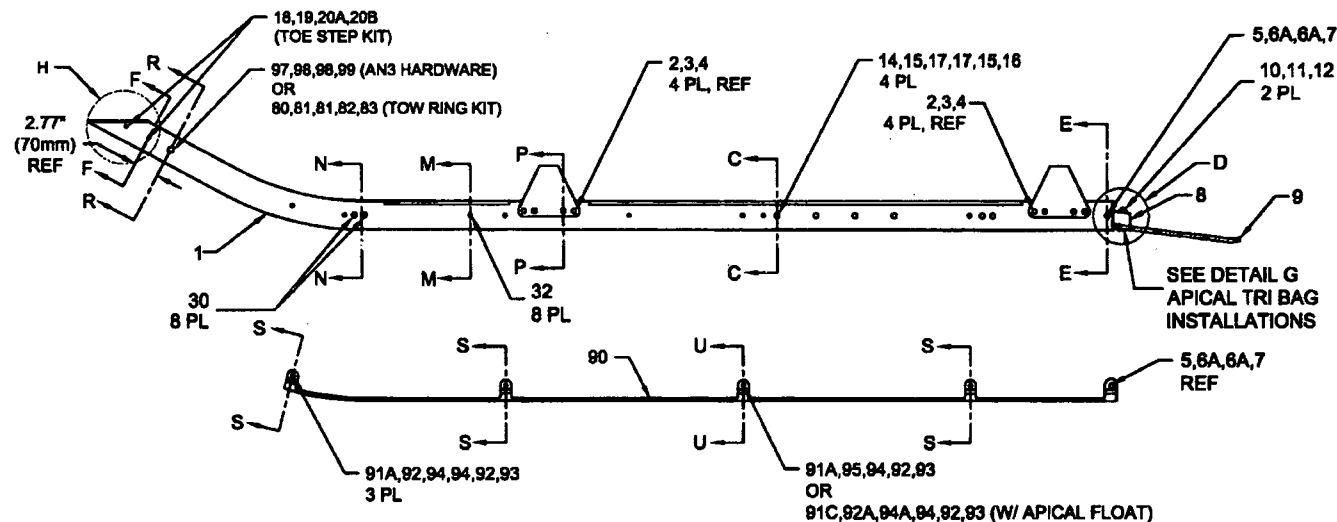 18,19,20A,20B
(TOE STEP KIT)
H
F
R
97,98,98,99 (AN3 HARDWARE)
OR
80,81,81,82,83 (TOW RING KIT)
2.77"
(70mm)
REF
F
R
2,3,4
4 PL, REF
14,15,17,17,15,16
4 PL
2,3,4
4 PL, REF
5,6A,6A,7
10,11,12
2 PL
N
M
P
C
E
D
8
9
1
N
M
P
C
E
30
8 PL
32
8 PL
SEE DETAIL G
APICAL TRI BAG
INSTALLATIONS
S
S
U
S
90
5,6A,6A,7
REF
S
S
U
S
91A,92,94,94,92,93
3 PL
91A,95,94,92,93
OR
91C,92A,94A,94,92,93 (W/ APICAL FLOAT)